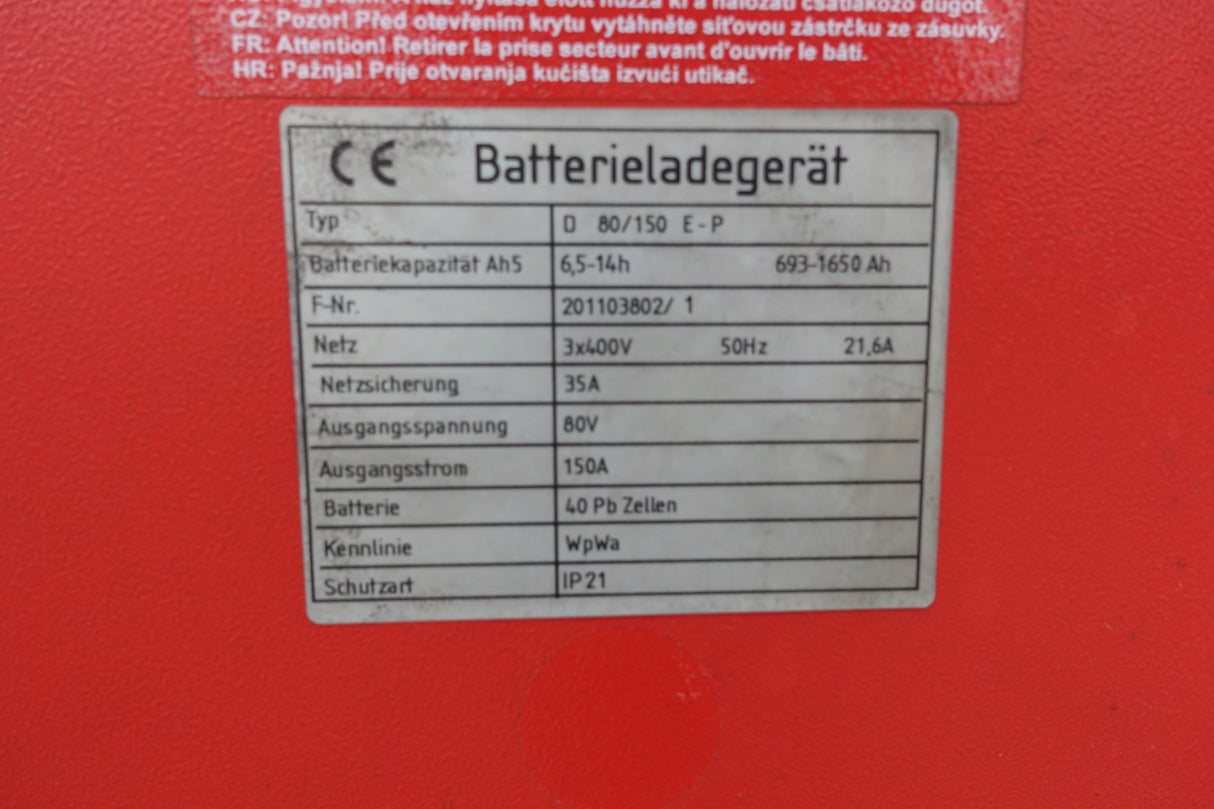 CZ: Pozor! Před otevřením krytu vytáhněte síťovou zástrčku ze zásuvky.
FR: Attention! Retirer la prise secteur avant d'ouvrir le bâti.
HR: Pažnja! Prije otvaranja kučišta izvući utikač.
CE Batterieladegerät
Typ D 80/150 E-P
Batteriekapazität Ah5 6,5-14h 693-1650 Ah
F-Nr. 201103802/ 1
Netz 3x400V 50Hz 21,6A
Netzsicherung 35A
Ausgangsspannung 80V
Ausgangsstrom 150A
Batterie 40 Pb Zellen
Kennlinie WpWa
Schutzart IP21